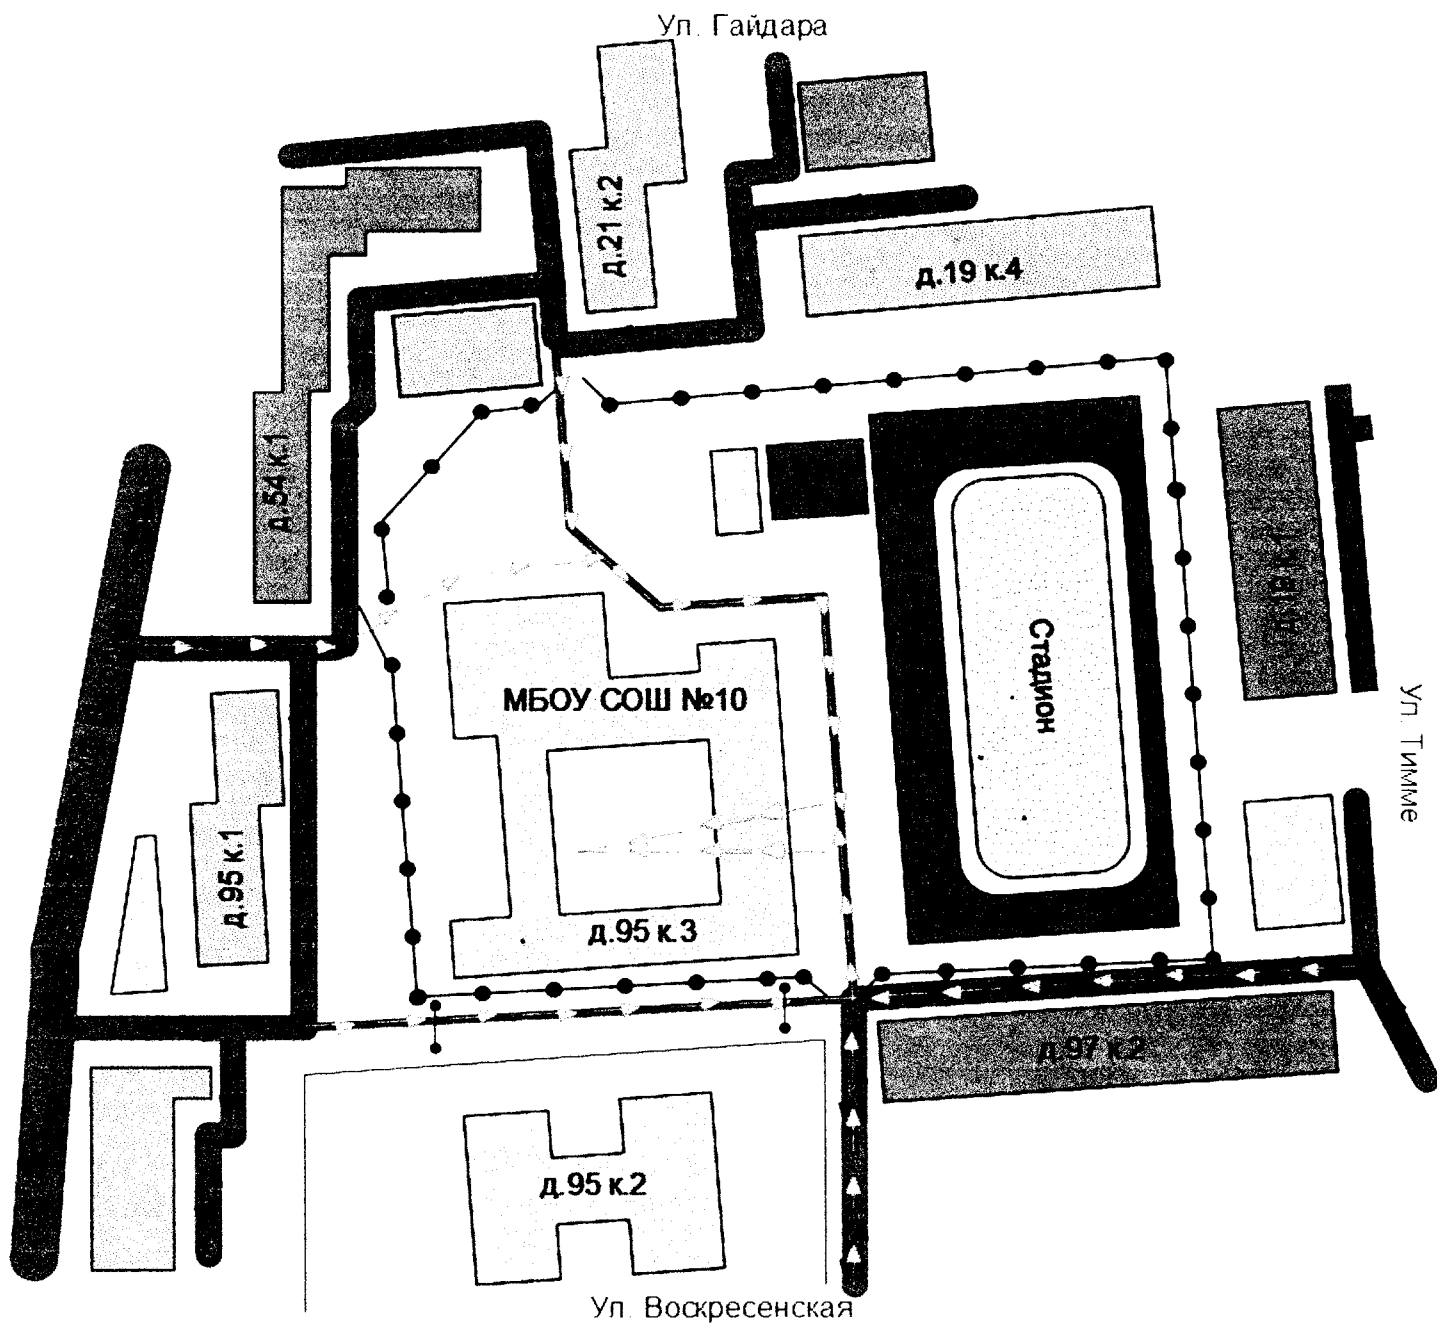 Ул. Гайдара
д.21 к.2
д.19 к.4
д.54 к.1
Стадион
МБОУ СОШ №10
Ул. Тимме
д.95 к.1
д.95 к.3
д.97 к.2
д.95 к.2
Ул. Воскресенская